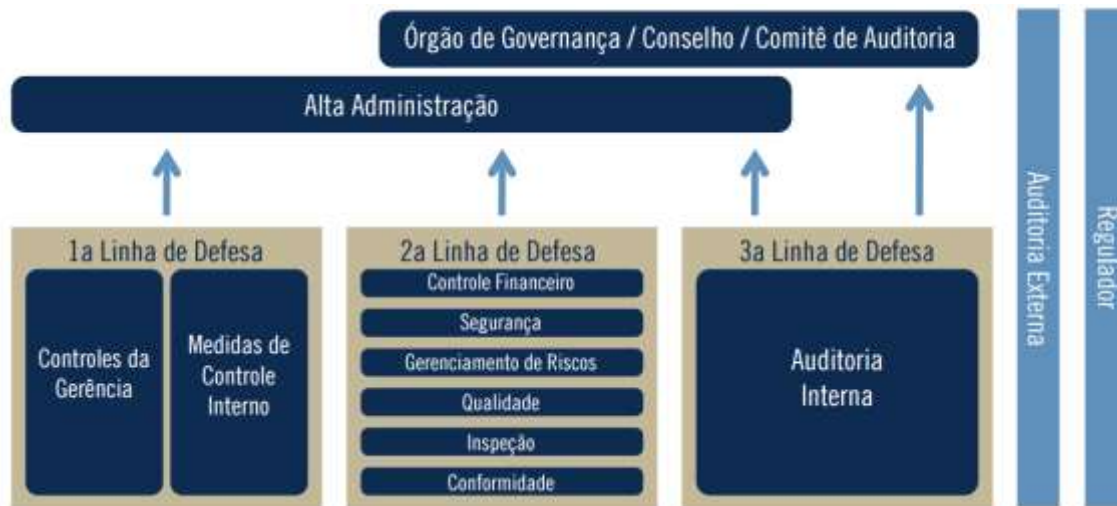 Órgão de Governança / Conselho / Comitê de Auditoria
Alta Administração
1a Linha de Defesa
Controles da
Gerência
Medidas de
Controle
Interno
2a Linha de Defesa
Controle Financeiro
Segurança
Gerenciamento de Riscos
Qualidade
Inspeção
Conformidade
3a Linha de Defesa
Auditoria
Interna
Auditoria Externa
Regulador